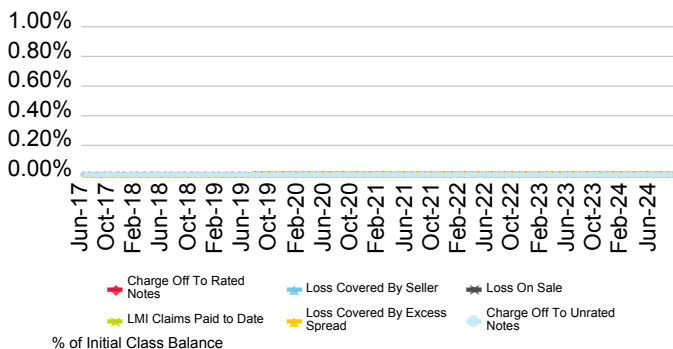 1.00%
0.80%
0.60%
0.40%
0.20%
0.00%
Jun-17
Oct-17
Feb-18
Jun-18
Oct-18
Feb-19
Jun-19
Oct-19
Feb-20
Jun-20
Oct-20
Feb-21
Jun-21
Oct-21
Feb-22
Jun-22
Oct-22
Feb-23
Jun-23
Oct-23
Feb-24
Jun-24
Charge Off To Rated
Notes
Loss Covered By Seller
Loss On Sale
LMI Claims Paid to Date
Loss Covered By Excess
Spread
Charge Off To Unrated
Notes
% of Initial Class Balance